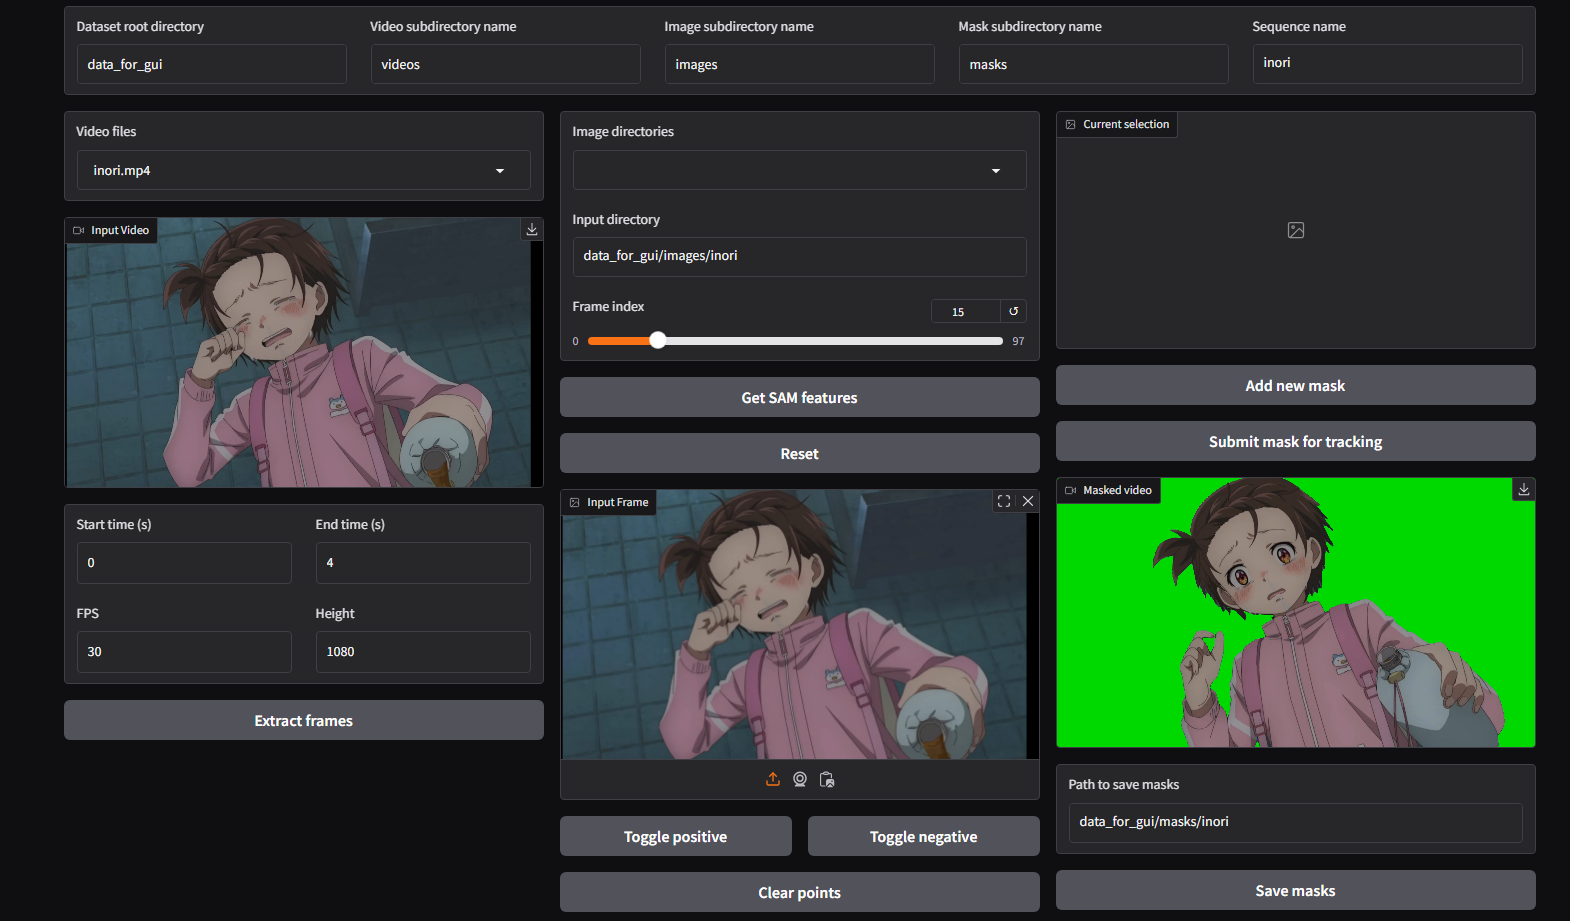 Dataset root directory
data_for_gui
Video subdirectory name
videos
Image subdirectory name
images
Mask subdirectory name
masks
Sequence name
inori
Video files
inori.mp4
Input Video
Start time (s)
0
End time (s)
4
FPS
30
Height
1080
Extract frames
Image directories
Input directory
data_for_gui/images/inori
Frame index
15
0
97
Get SAM features
Reset
Input Frame
Toggle positive
Toggle negative
Clear points
Current selection
Add new mask
Submit mask for tracking
Masked video
Path to save masks
data_for_gui/masks/inori
Save masks